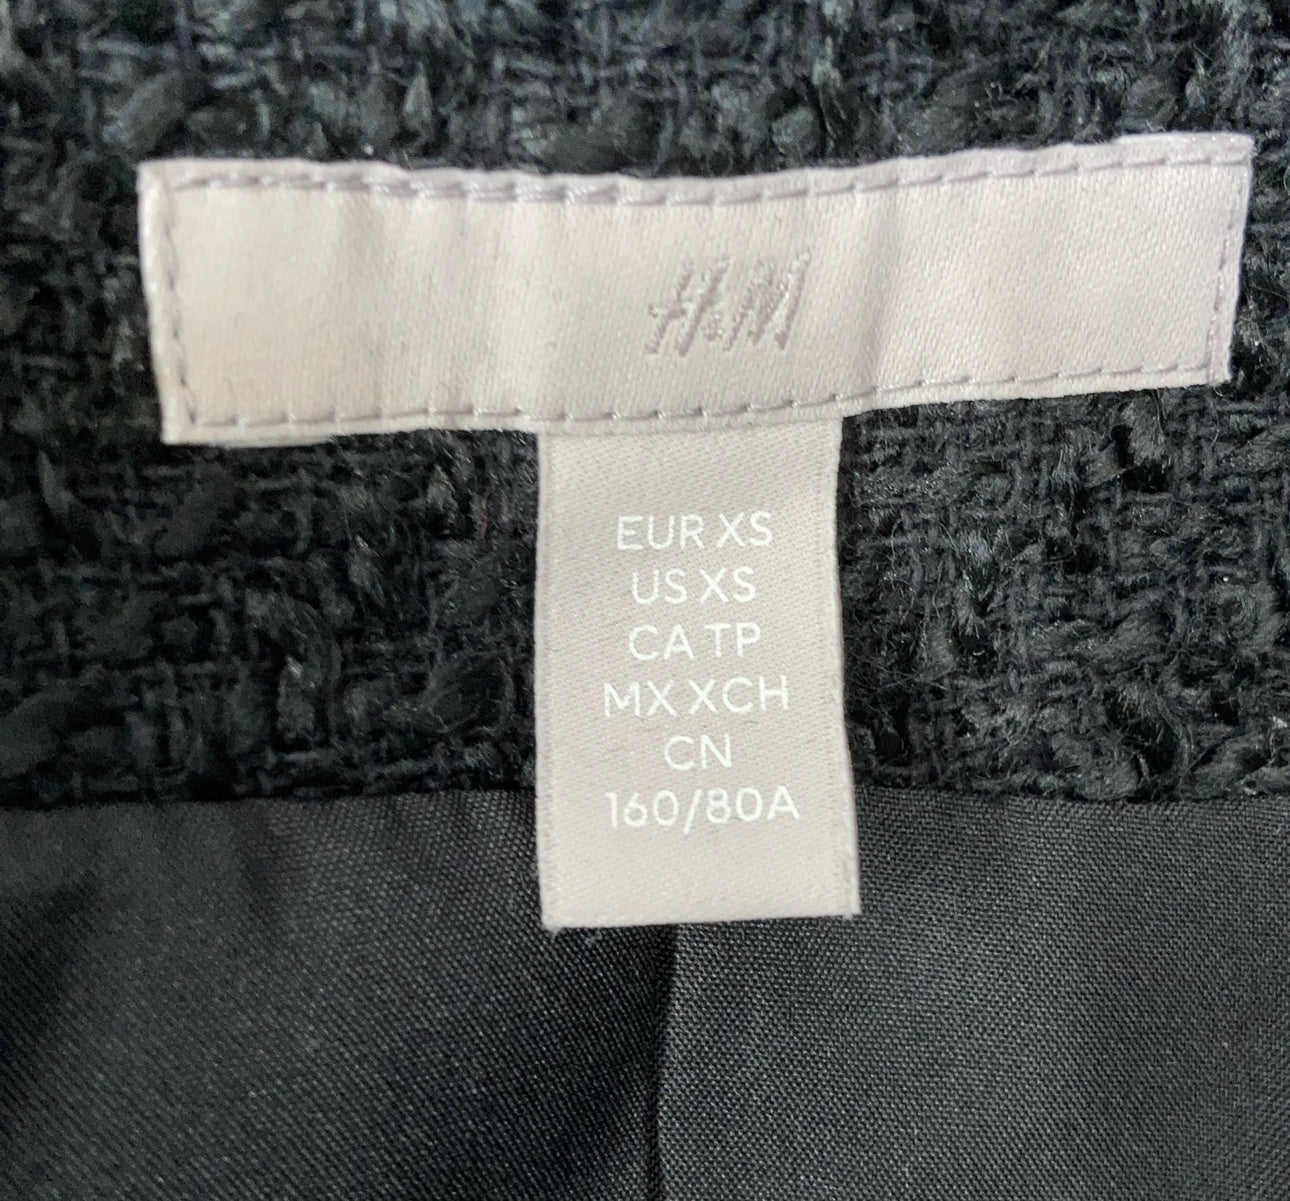 H&M
EUR XS
US XS
CA TP
MX XCH
CN
160/80A